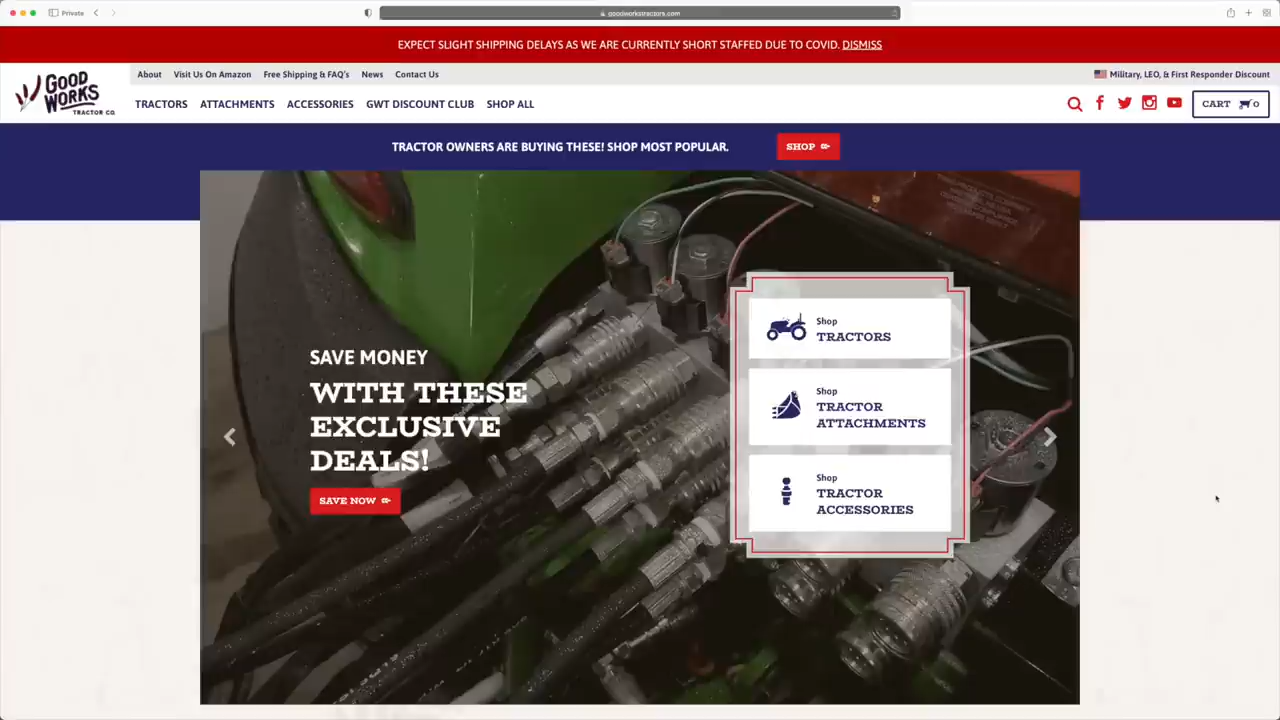 Private
goodworkstractors.com
EXPECT SLIGHT SHIPPING DELAYS AS WE ARE CURRENTLY SHORT STAFFED DUE TO COVID. DISMISS
GOOD
WORKS
TRACTOR CO.
About Visit Us On Amazon Free Shipping & FAQ's News Contact Us
Military, LEO, & First Responder Discount
TRACTORS ATTACHMENTS ACCESSORIES GWT DISCOUNT CLUB SHOP ALL
CART 0
TRACTOR OWNERS ARE BUYING THESE! SHOP MOST POPULAR.
SHOP
SAVE MONEY
WITH THESE
EXCLUSIVE
DEALS!
SAVE NOW
Shop
TRACTORS
Shop
TRACTOR
ATTACHMENTS
Shop
TRACTOR
ACCESSORIES